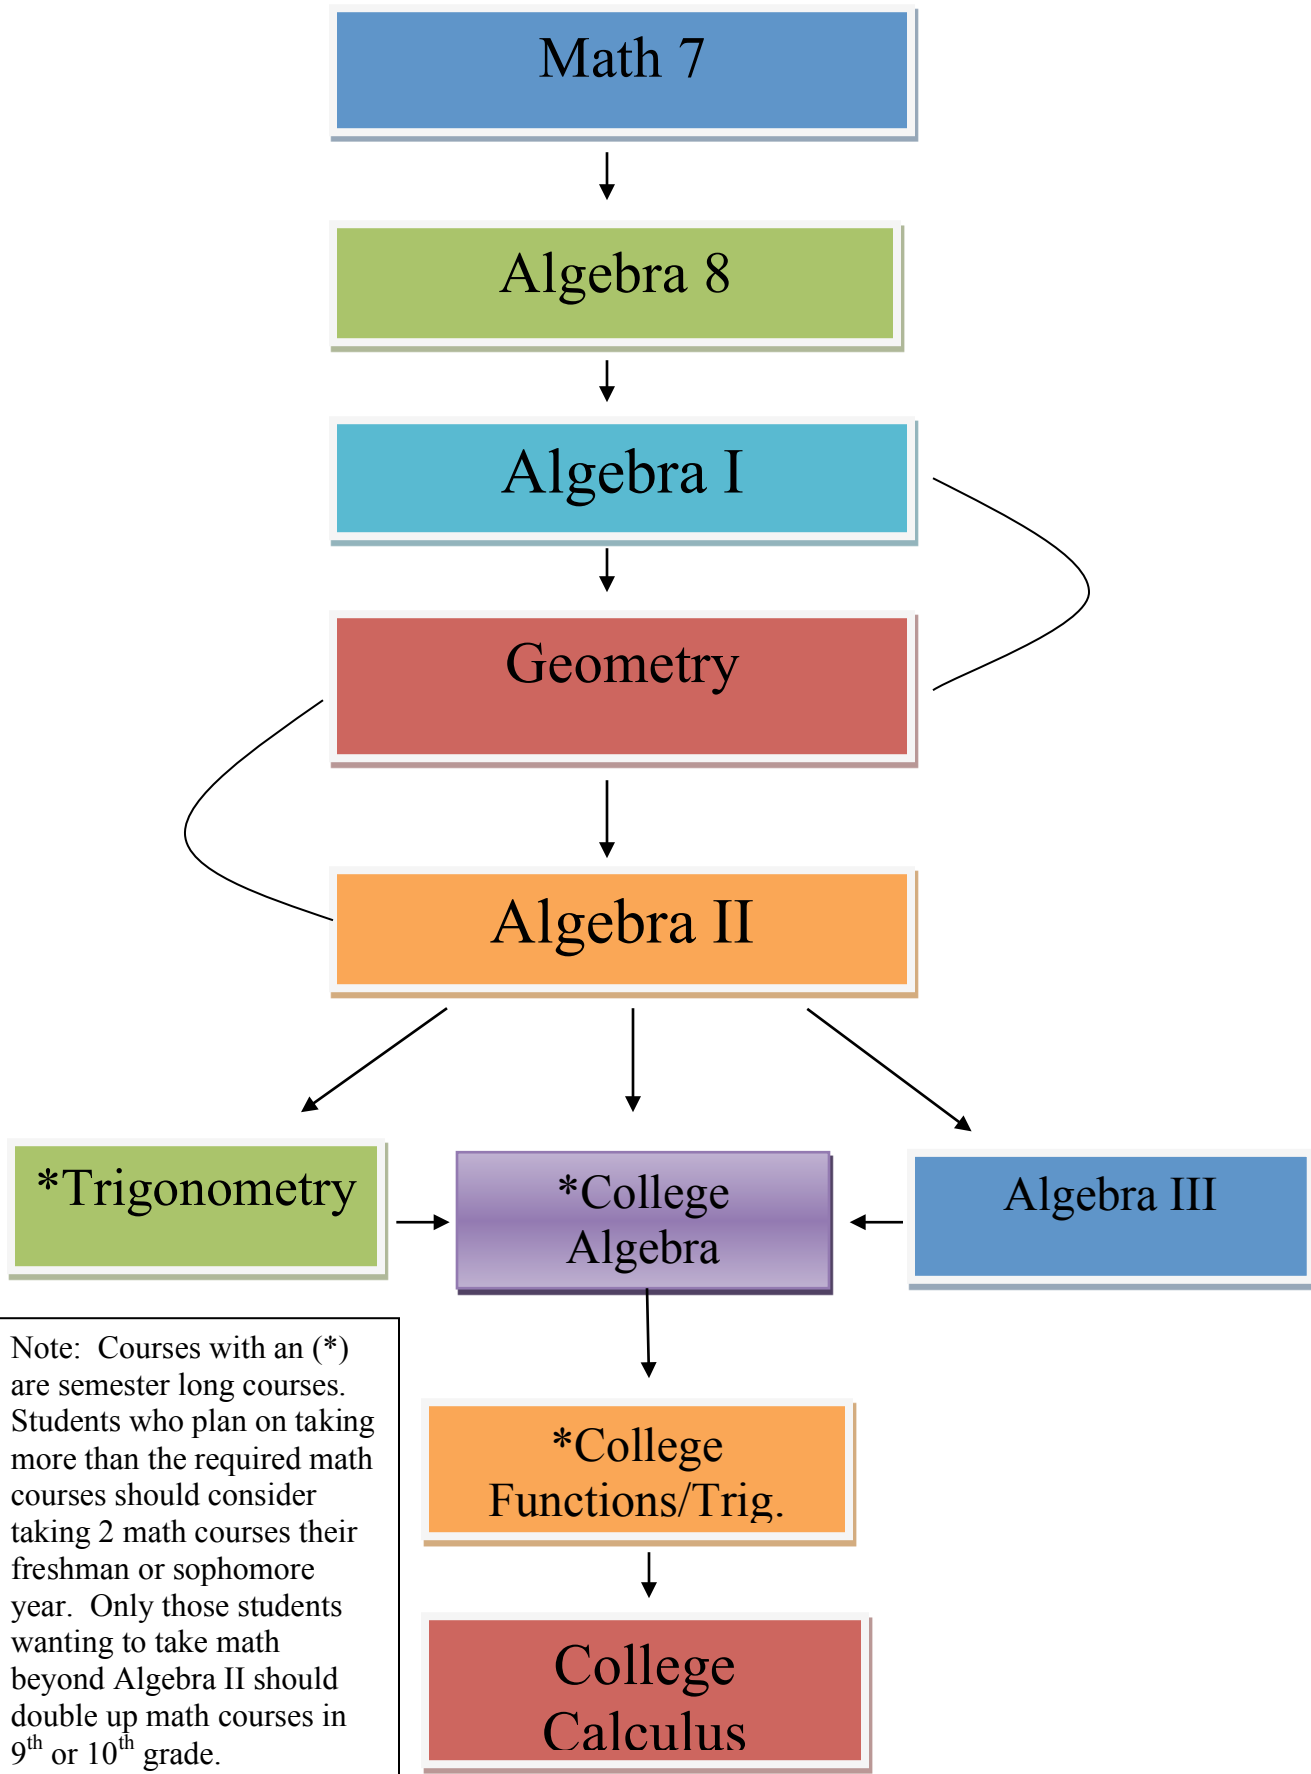 Math 7
Algebra 8
Algebra I
Geometry
Algebra II
*Trigonometry
*College
Algebra
Algebra III
Note:  Courses with an (*)
are semester long courses.
Students who plan on taking
more than the required math
courses should consider
taking 2 math courses their
freshman or sophomore
year.  Only those students
wanting to take math
beyond Algebra II should
double up math courses in
9th or 10th grade.
*College
Functions/Trig.
College
Calculus